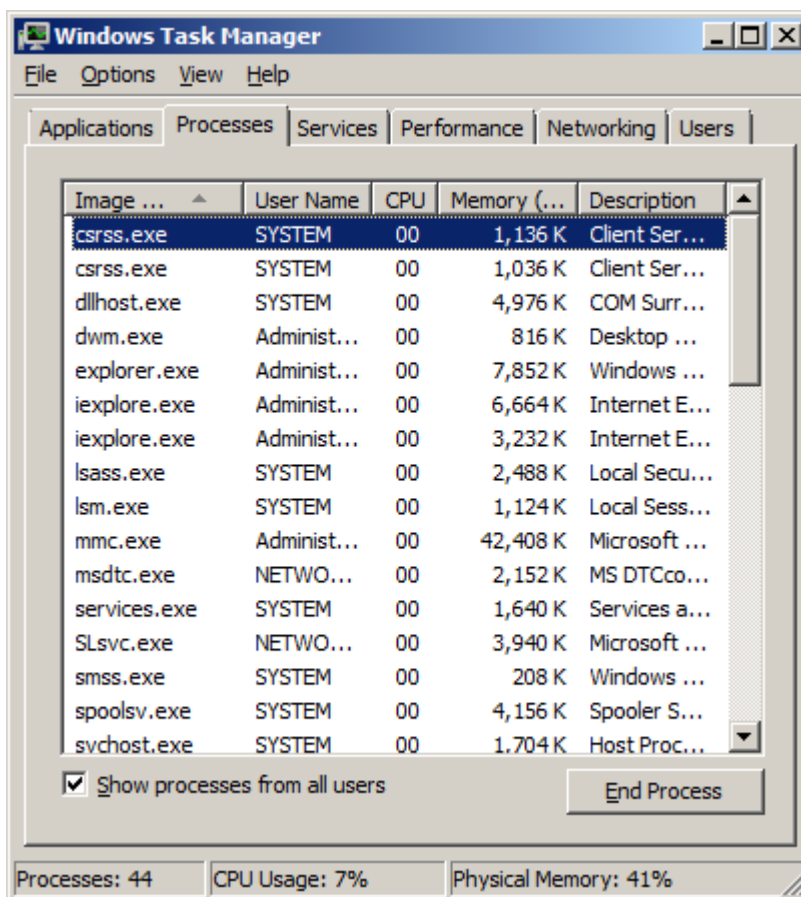 Windows Task Manager
File Options View Help
Applications Processes Services Performance Networking Users
Image ... User Name CPU Memory (... Description
csrss.exe SYSTEM 00 1,136 K Client Ser...
csrss.exe SYSTEM 00 1,036 K Client Ser...
dllhost.exe SYSTEM 00 4,976 K COM Surr...
dwm.exe Administ... 00 816 K Desktop ...
explorer.exe Administ... 00 7,852 K Windows ...
iexplore.exe Administ... 00 6,664 K Internet E...
iexplore.exe Administ... 00 3,232 K Internet E...
lsass.exe SYSTEM 00 2,488 K Local Secu...
lsm.exe SYSTEM 00 1,124 K Local Sess...
mmc.exe Administ... 00 42,408 K Microsoft ...
msdtc.exe NETWO... 00 2,152 K MS DTCco...
services.exe SYSTEM 00 1,640 K Services a...
SLsvc.exe NETWO... 00 3,940 K Microsoft ...
smss.exe SYSTEM 00 208 K Windows ...
spoolsv.exe SYSTEM 00 4,156 K Spooler S...
svchost.exe SYSTEM 00 1,704 K Host Proc...
Show processes from all users End Process
Processes: 44 CPU Usage: 7% Physical Memory: 41%